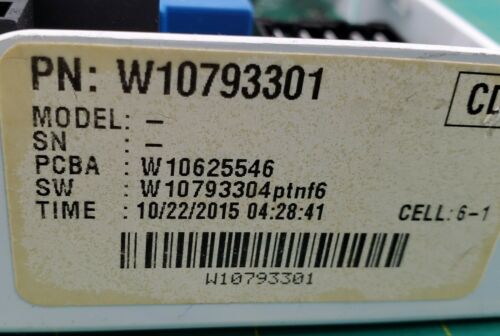 PN: W10793301
CD
MODEL: –
SN : –
PCBA : W10625546
SW : W10793304ptnf6
TIME : 10/22/2015 04:28:41
CELL: 6-1
W10793301